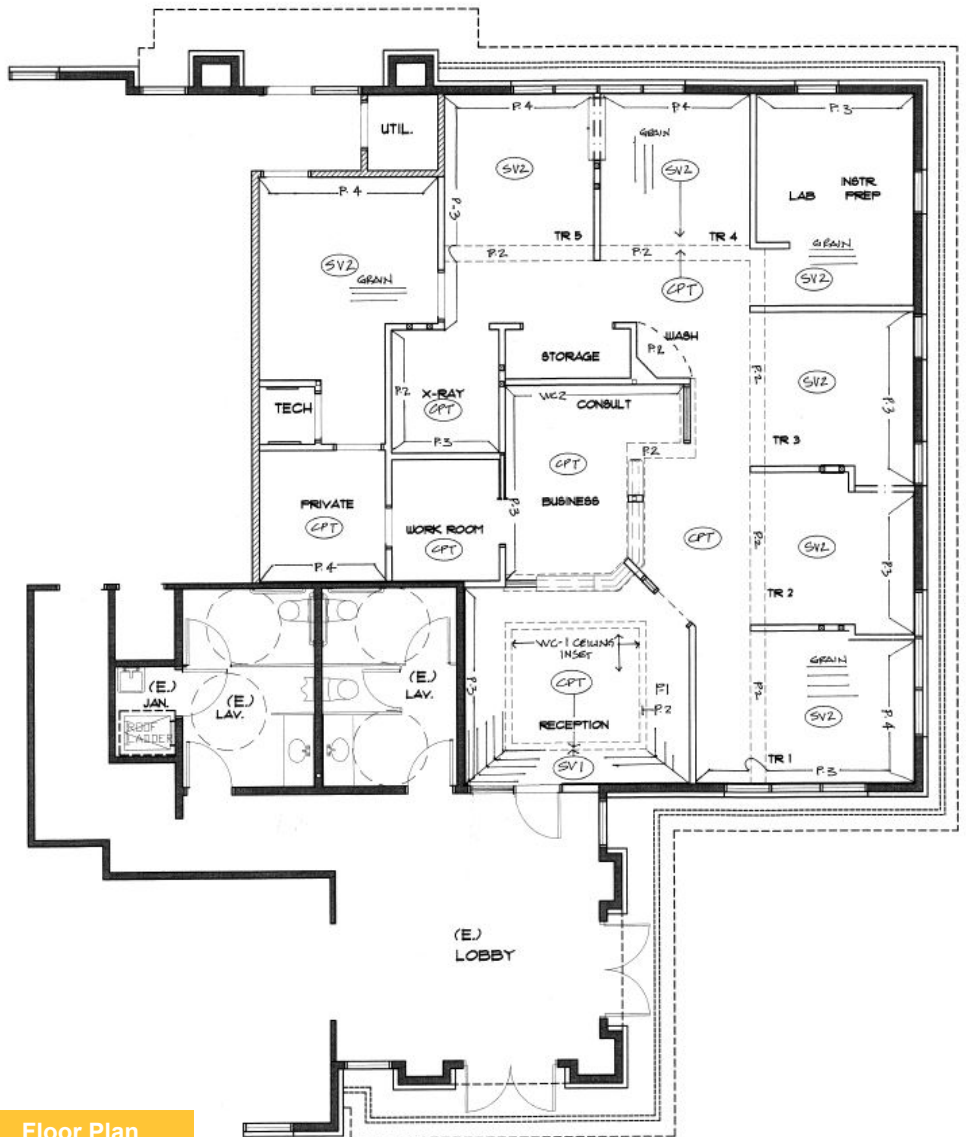 UTIL.
P.4
P.4
P.3
SV2
GRAIN
SV2
LAB
INSTR.
PREP
P.4
P.3
TR 5
TR 4
GRAIN
SV2
SV2
GRAIN
P.2
P.2
CPT
WASH
P.2
STORAGE
X-RAY
CPT
P.2
P.3
TECH
WC2
CONSULT
P.2
CPT
BUSINESS
P.3
P.2
SV2
P.3
TR 3
PRIVATE
CPT
P.4
WORK ROOM
CPT
CPT
P.2
SV2
P.3
TR 2
WC-1 CEILING
INSET
CPT
P.1
P.2
RECEPTION
P.3
SV1
P.2
GRAIN
SV2
P.4
TR 1
P.3
(E.)
JAN.
ROOF
LADDER
(E.)
LAV.
(E.)
LAV.
(E.)
LOBBY
Floor Plan